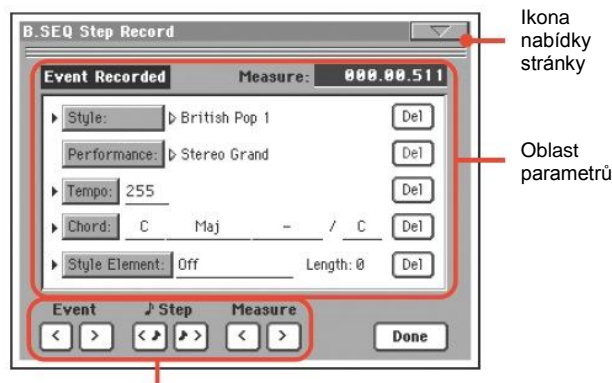 B.SEQ Step Record
Ikona
nabídky
stránky
Event Recorded Measure: 000.00.511
Style: British Pop 1 Del
Performance: Stereo Grand Del
Tempo: 255 Del
Chord: C Maj - / C Del
Style Element: Off Length: 0 Del
Oblast
parametrů
Event ♪ Step Measure
< > <♪ ♪> < > Done